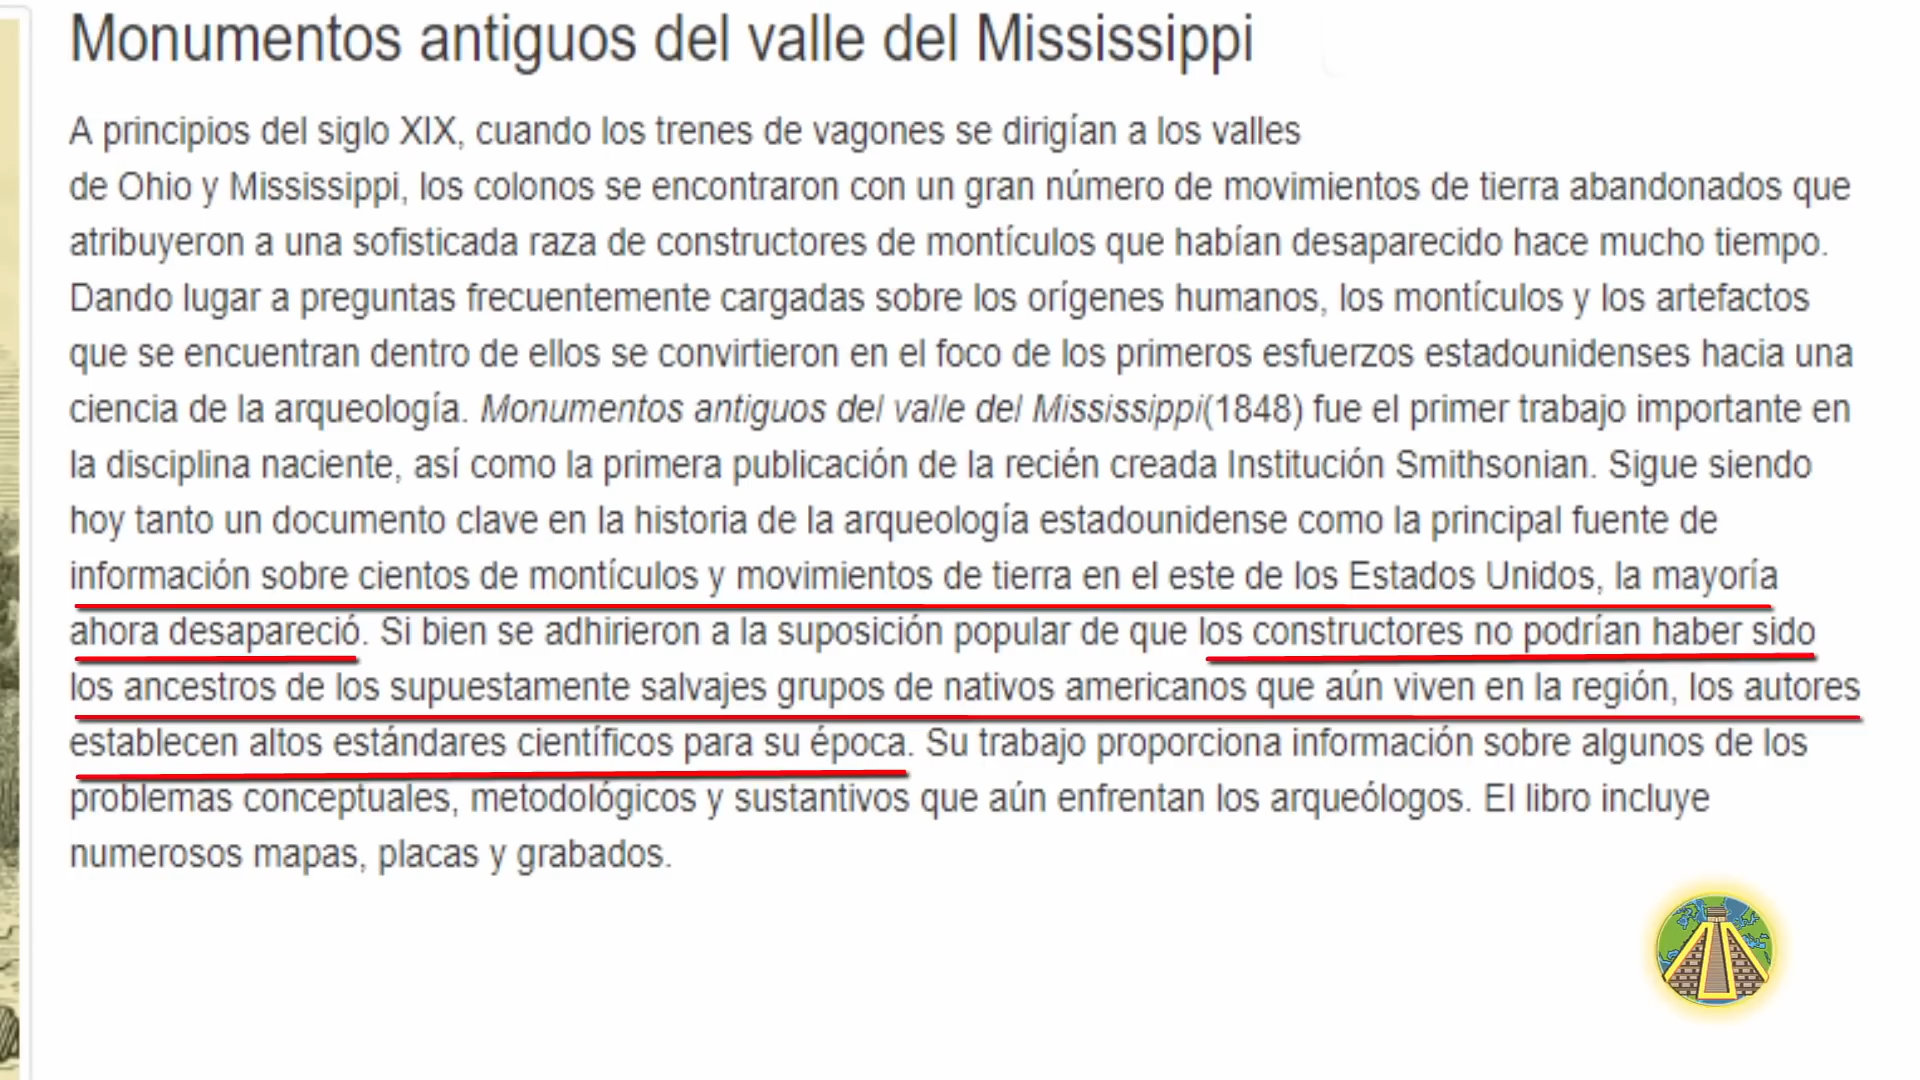 Monumentos antiguos del valle del Mississippi
A principios del siglo XIX, cuando los trenes de vagones se dirigían a los valles
de Ohio y Mississippi, los colonos se encontraron con un gran número de movimientos de tierra abandonados que
atribuyeron a una sofisticada raza de constructores de montículos que habían desaparecido hace mucho tiempo.
Dando lugar a preguntas frecuentemente cargadas sobre los orígenes humanos, los montículos y los artefactos
que se encuentran dentro de ellos se convirtieron en el foco de los primeros esfuerzos estadounidenses hacia una
ciencia de la arqueología. Monumentos antiguos del valle del Mississippi(1848) fue el primer trabajo importante en
la disciplina naciente, así como la primera publicación de la recién creada Institución Smithsonian. Sigue siendo
hoy tanto un documento clave en la historia de la arqueología estadounidense como la principal fuente de
información sobre cientos de montículos y movimientos de tierra en el este de los Estados Unidos, la mayoría
ahora desapareció. Si bien se adhirieron a la suposición popular de que los constructores no podrían haber sido
los ancestros de los supuestamente salvajes grupos de nativos americanos que aún viven en la región, los autores
establecen altos estándares científicos para su época. Su trabajo proporciona información sobre algunos de los
problemas conceptuales, metodológicos y sustantivos que aún enfrentan los arqueólogos. El libro incluye
numerosos mapas, placas y grabados.